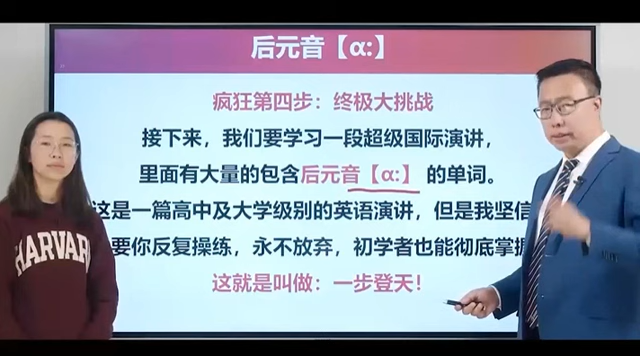 后元音【ɑ:】
疯狂第四步：终极大挑战
接下来，我们要学习一段超级国际演讲，
里面有大量的包含后元音【ɑ:】的单词。
这是一篇高中及大学级别的英语演讲，但是我坚信
要你反复操练，永不放弃，初学者也能彻底掌握
这就是叫做：一步登天！
HARVARD